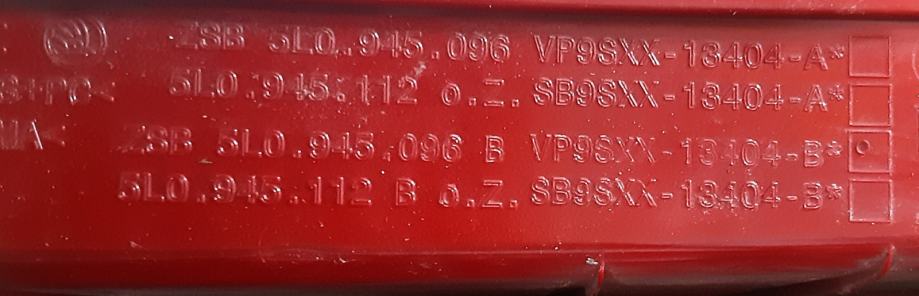 ZSB 5L0.945.096 VP9SXX-13404-A*
5L0.945.112 o.Z. SB9SXX-13404-A*
ZSB 5L0.945.096 B VP9SXX-13404-B*
5L0.945.112 B o.Z. SB9SXX-13404-B*